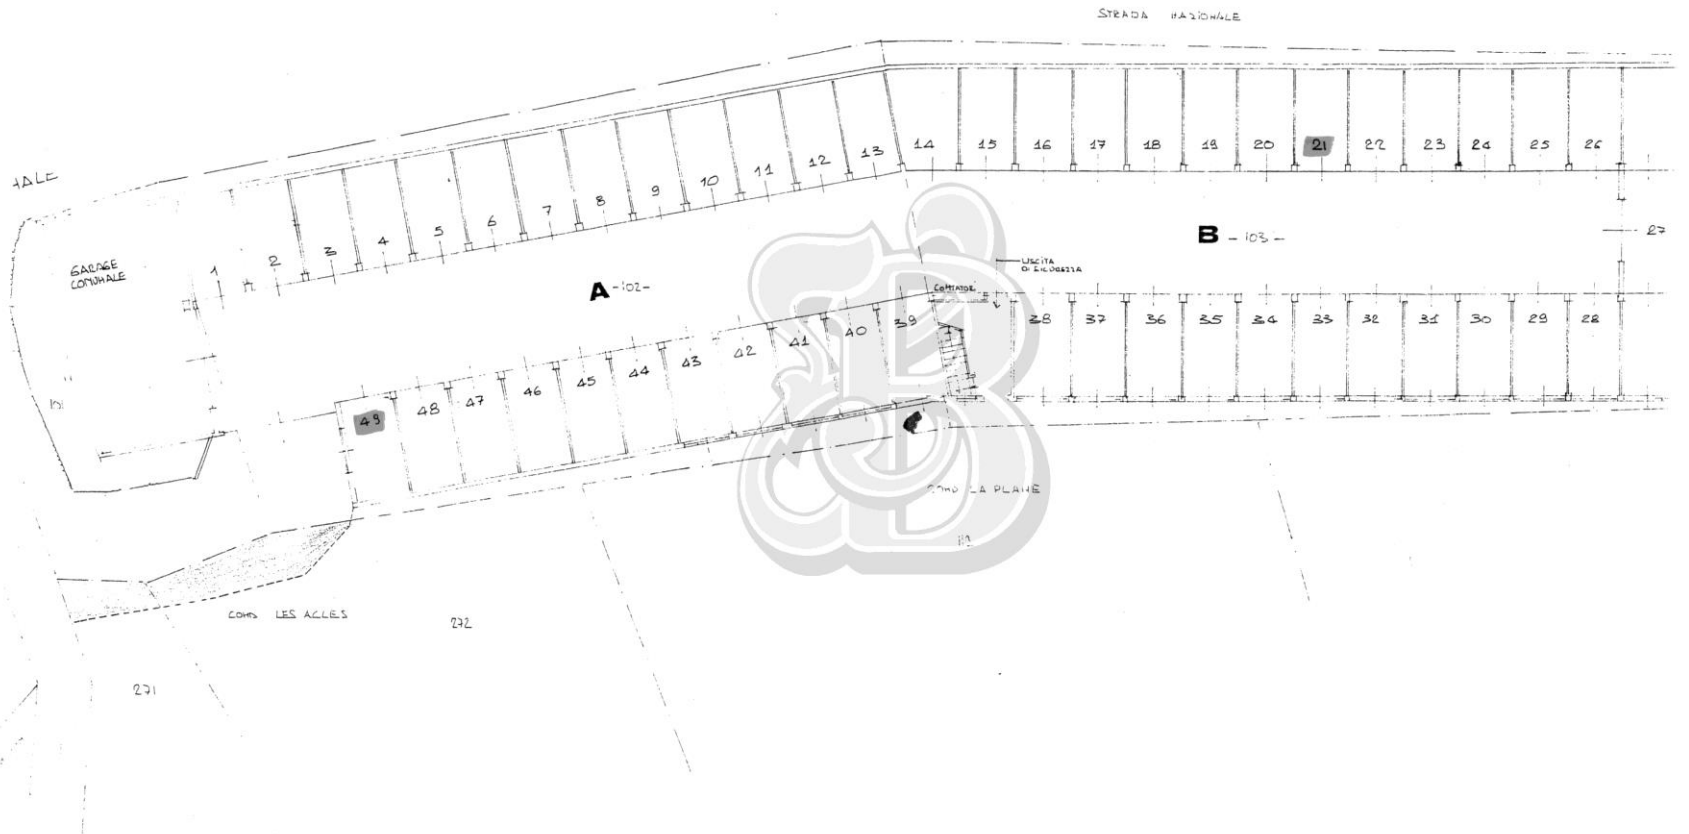 STRADA NAZIONALE
NALE
14 15 16 17 18 19 20 21 22 23 24 25 26
1 2 3 4 5 6 7 8 9 10 11 12 13
GARAGE
COMUNALE
B -103-
27
USCITA
DI SICUREZZA
A -102-
CONTATORI
49 48 47 46 45 44 43 42 41 40 39
38 37 36 35 34 33 32 31 30 29 28
COND LA PLANE
COND LES ACLES
272
271